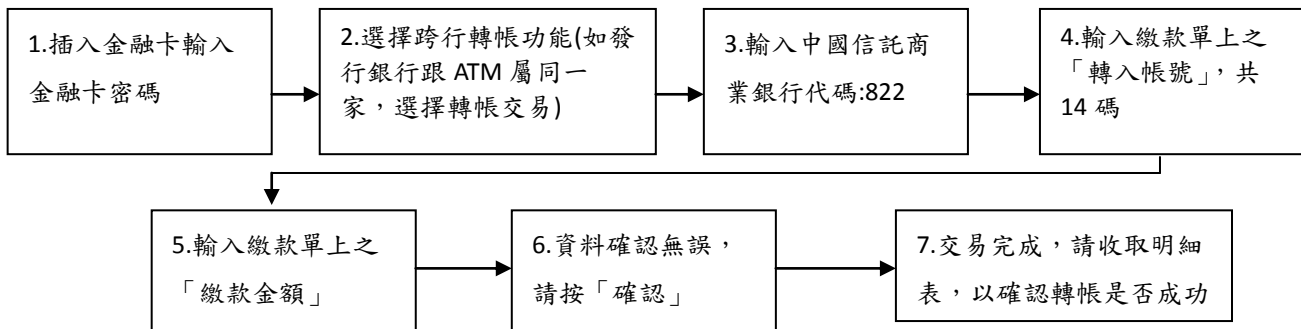 1.插入金融卡輸入
金融卡密碼
2.選擇跨行轉帳功能(如發
行銀行跟 ATM 屬同一
家，選擇轉帳交易)
3.輸入中國信託商
業銀行代碼:822
4.輸入繳款單上之
「轉入帳號」，共
14 碼
5.輸入繳款單上之
「繳款金額」
6.資料確認無誤，
請按「確認」
7.交易完成，請收取明細
表，以確認轉帳是否成功